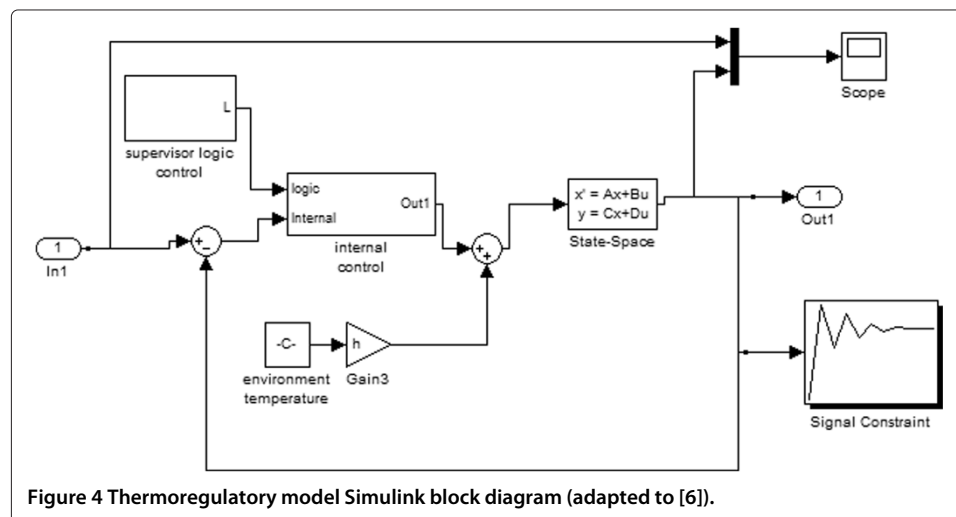 Scope
L
supervisor logic
control
logic
Internal
Out1
internal
control
x' = Ax+Bu
y = Cx+Du
State-Space
1
Out1
1
In1
+
−
+
+
-C-
environment
temperature
h
Gain3
Signal Constraint
Figure 4 Thermoregulatory model Simulink block diagram (adapted to [6]).